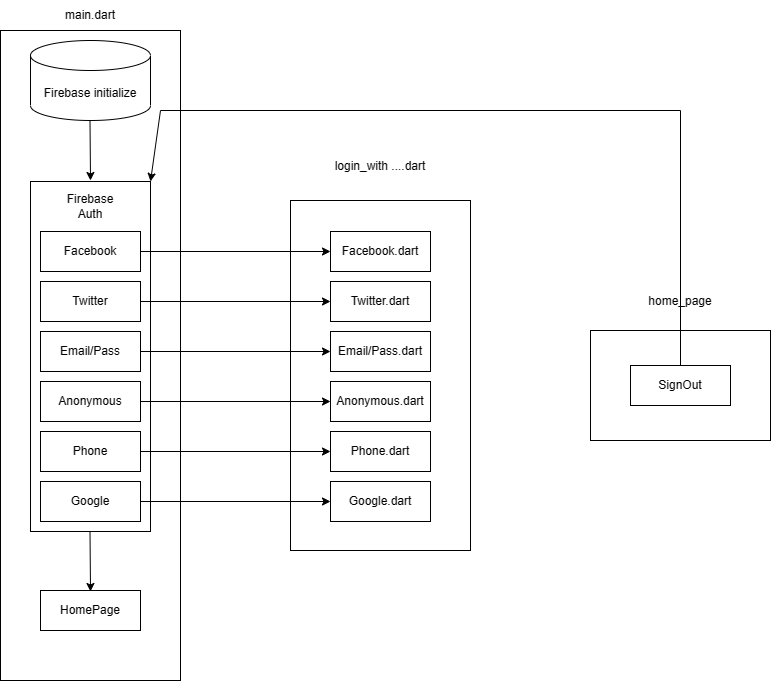 main.dart
Firebase initialize
login_with ....dart
Firebase
Auth
Facebook
Facebook.dart
Twitter
Twitter.dart
home_page
Email/Pass
Email/Pass.dart
SignOut
Anonymous
Anonymous.dart
Phone
Phone.dart
Google
Google.dart
HomePage